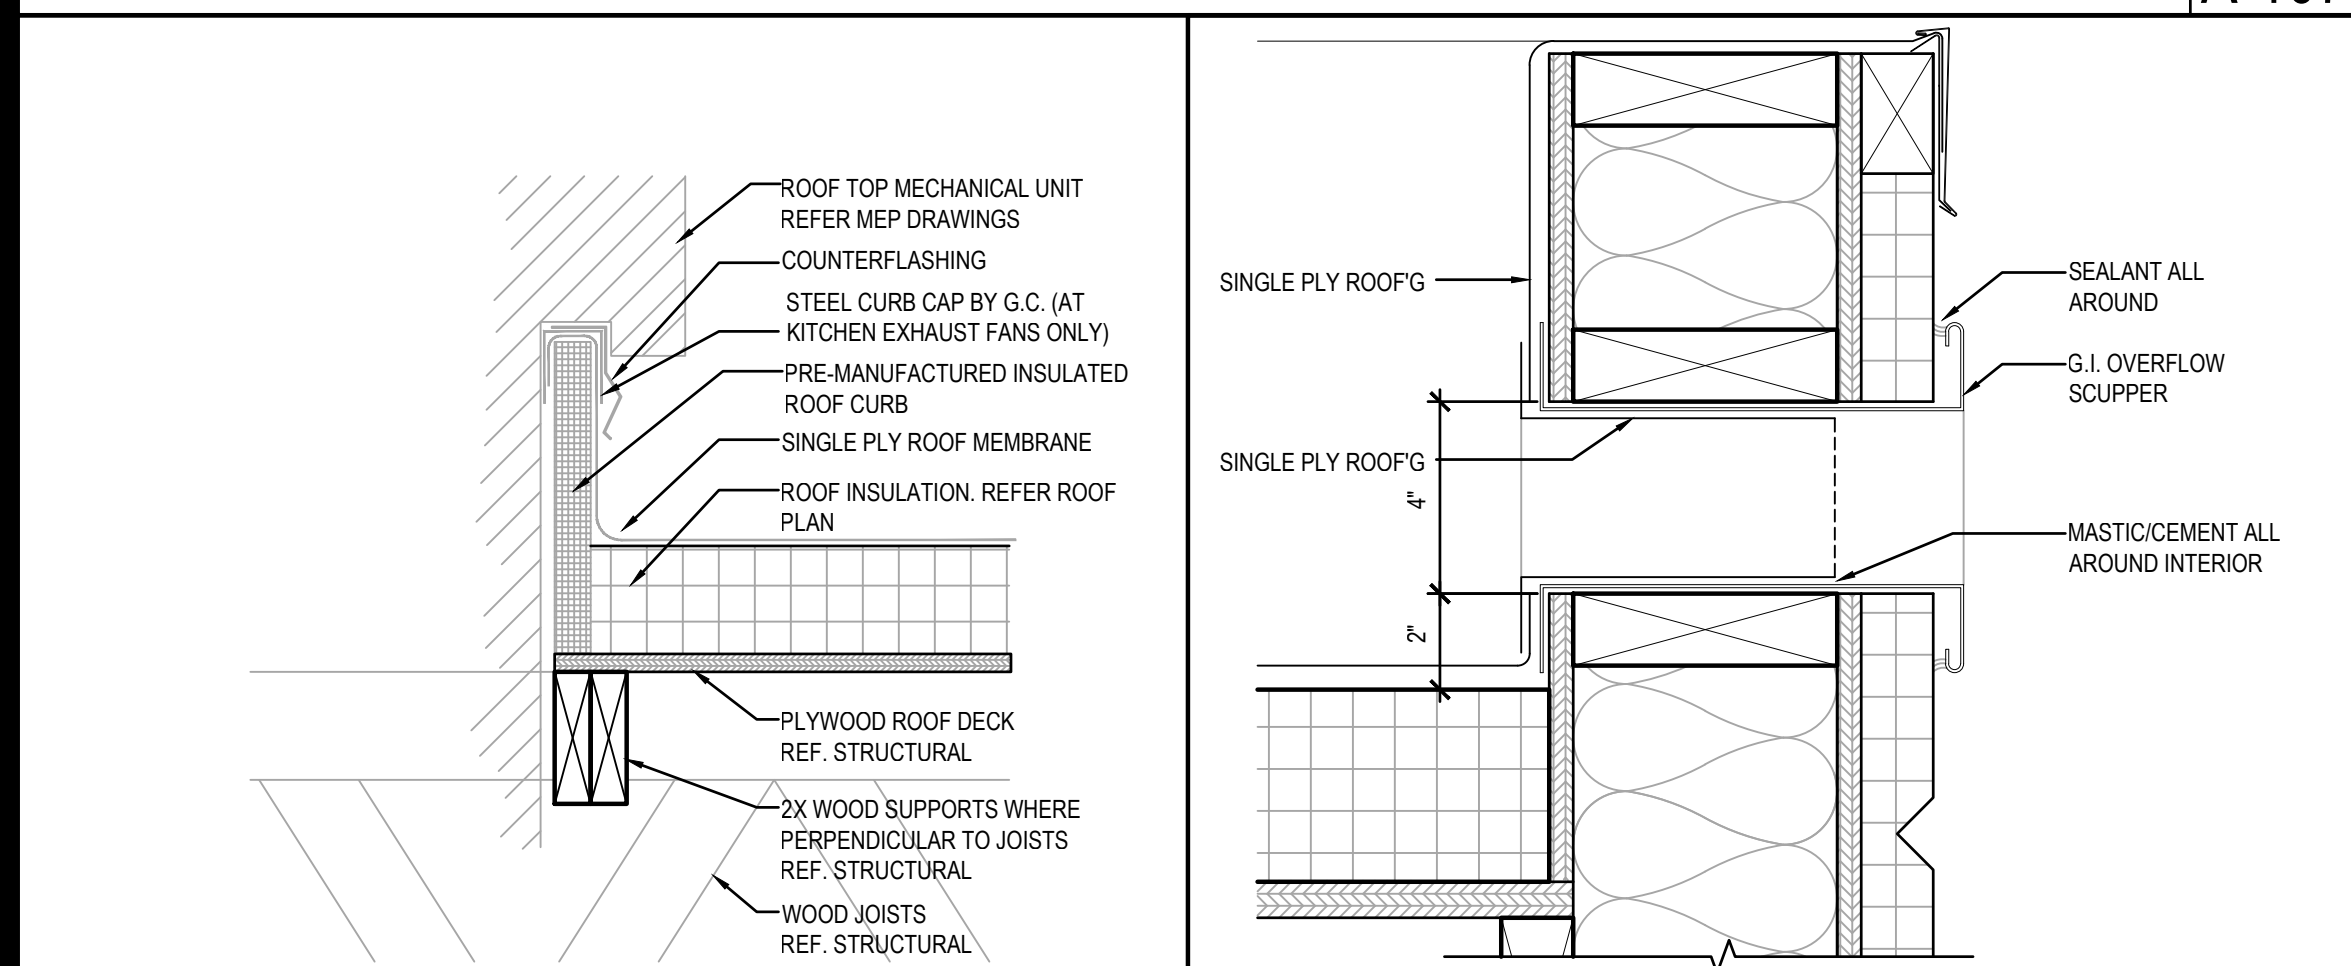 ROOF TOP MECHANICAL UNIT
REFER MEP DRAWINGS
COUNTERFLASHING
STEEL CURB CAP BY G.C. (AT
KITCHEN EXHAUST FANS ONLY)
PRE-MANUFACTURED INSULATED
ROOF CURB
SINGLE PLY ROOF MEMBRANE
ROOF INSULATION. REFER ROOF
PLAN
PLYWOOD ROOF DECK
REF. STRUCTURAL
2X WOOD SUPPORTS WHERE
PERPENDICULAR TO JOISTS
REF. STRUCTURAL
WOOD JOISTS
REF. STRUCTURAL
SINGLE PLY ROOF'G
SINGLE PLY ROOF'G
4"
2"
SEALANT ALL
AROUND
G.I. OVERFLOW
SCUPPER
MASTIC/CEMENT ALL
AROUND INTERIOR